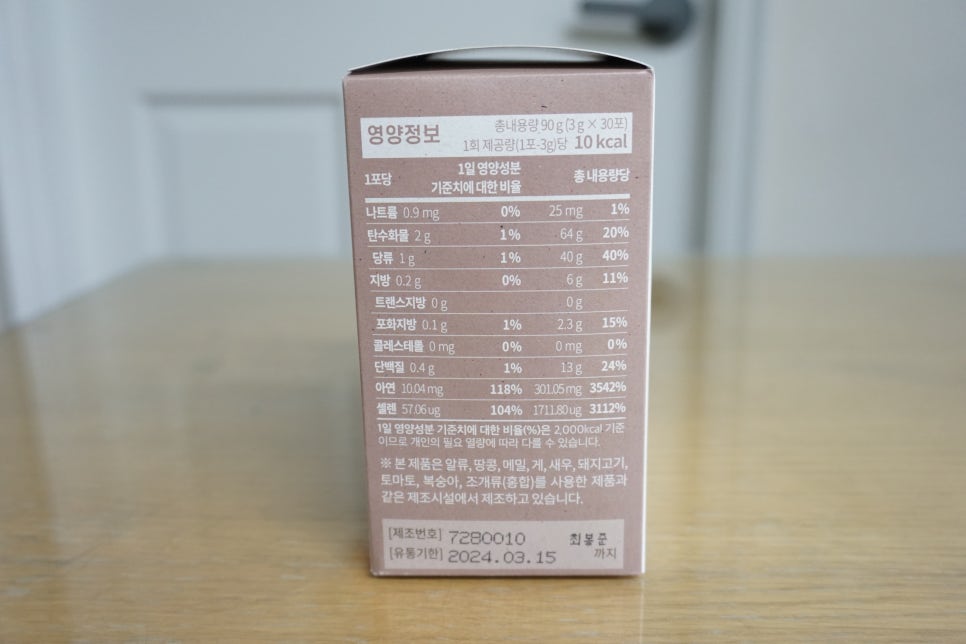 영양정보
총내용량 90 g (3 g × 30포)
1회 제공량(1포-3g)당 10 kcal
1포당 1일 영양성분 기준치에 대한 비율 총 내용량당
나트륨 0.9 mg 0% 25 mg 1%
탄수화물 2 g 1% 64 g 20%
당류 1 g 1% 40 g 40%
지방 0.2 g 0% 6 g 11%
트랜스지방 0 g 0 g
포화지방 0.1 g 1% 2.3 g 15%
콜레스테롤 0 mg 0% 0 mg 0%
단백질 0.4 g 1% 13 g 24%
아연 10.04 mg 118% 301.05 mg 3542%
셀렌 57.06 ug 104% 1711.80 ug 3112%
1일 영양성분 기준치에 대한 비율(%)은 2,000kcal 기준
이므로 개인의 필요 열량에 따라 다를 수 있습니다.
※ 본 제품은 알류, 땅콩, 메밀, 게, 새우, 돼지고기,
토마토, 복숭아, 조개류(홍합)를 사용한 제품과
같은 제조시설에서 제조하고 있습니다.
[제조번호] 7280010 최봉준
[유통기한] 2024.03.15 까지